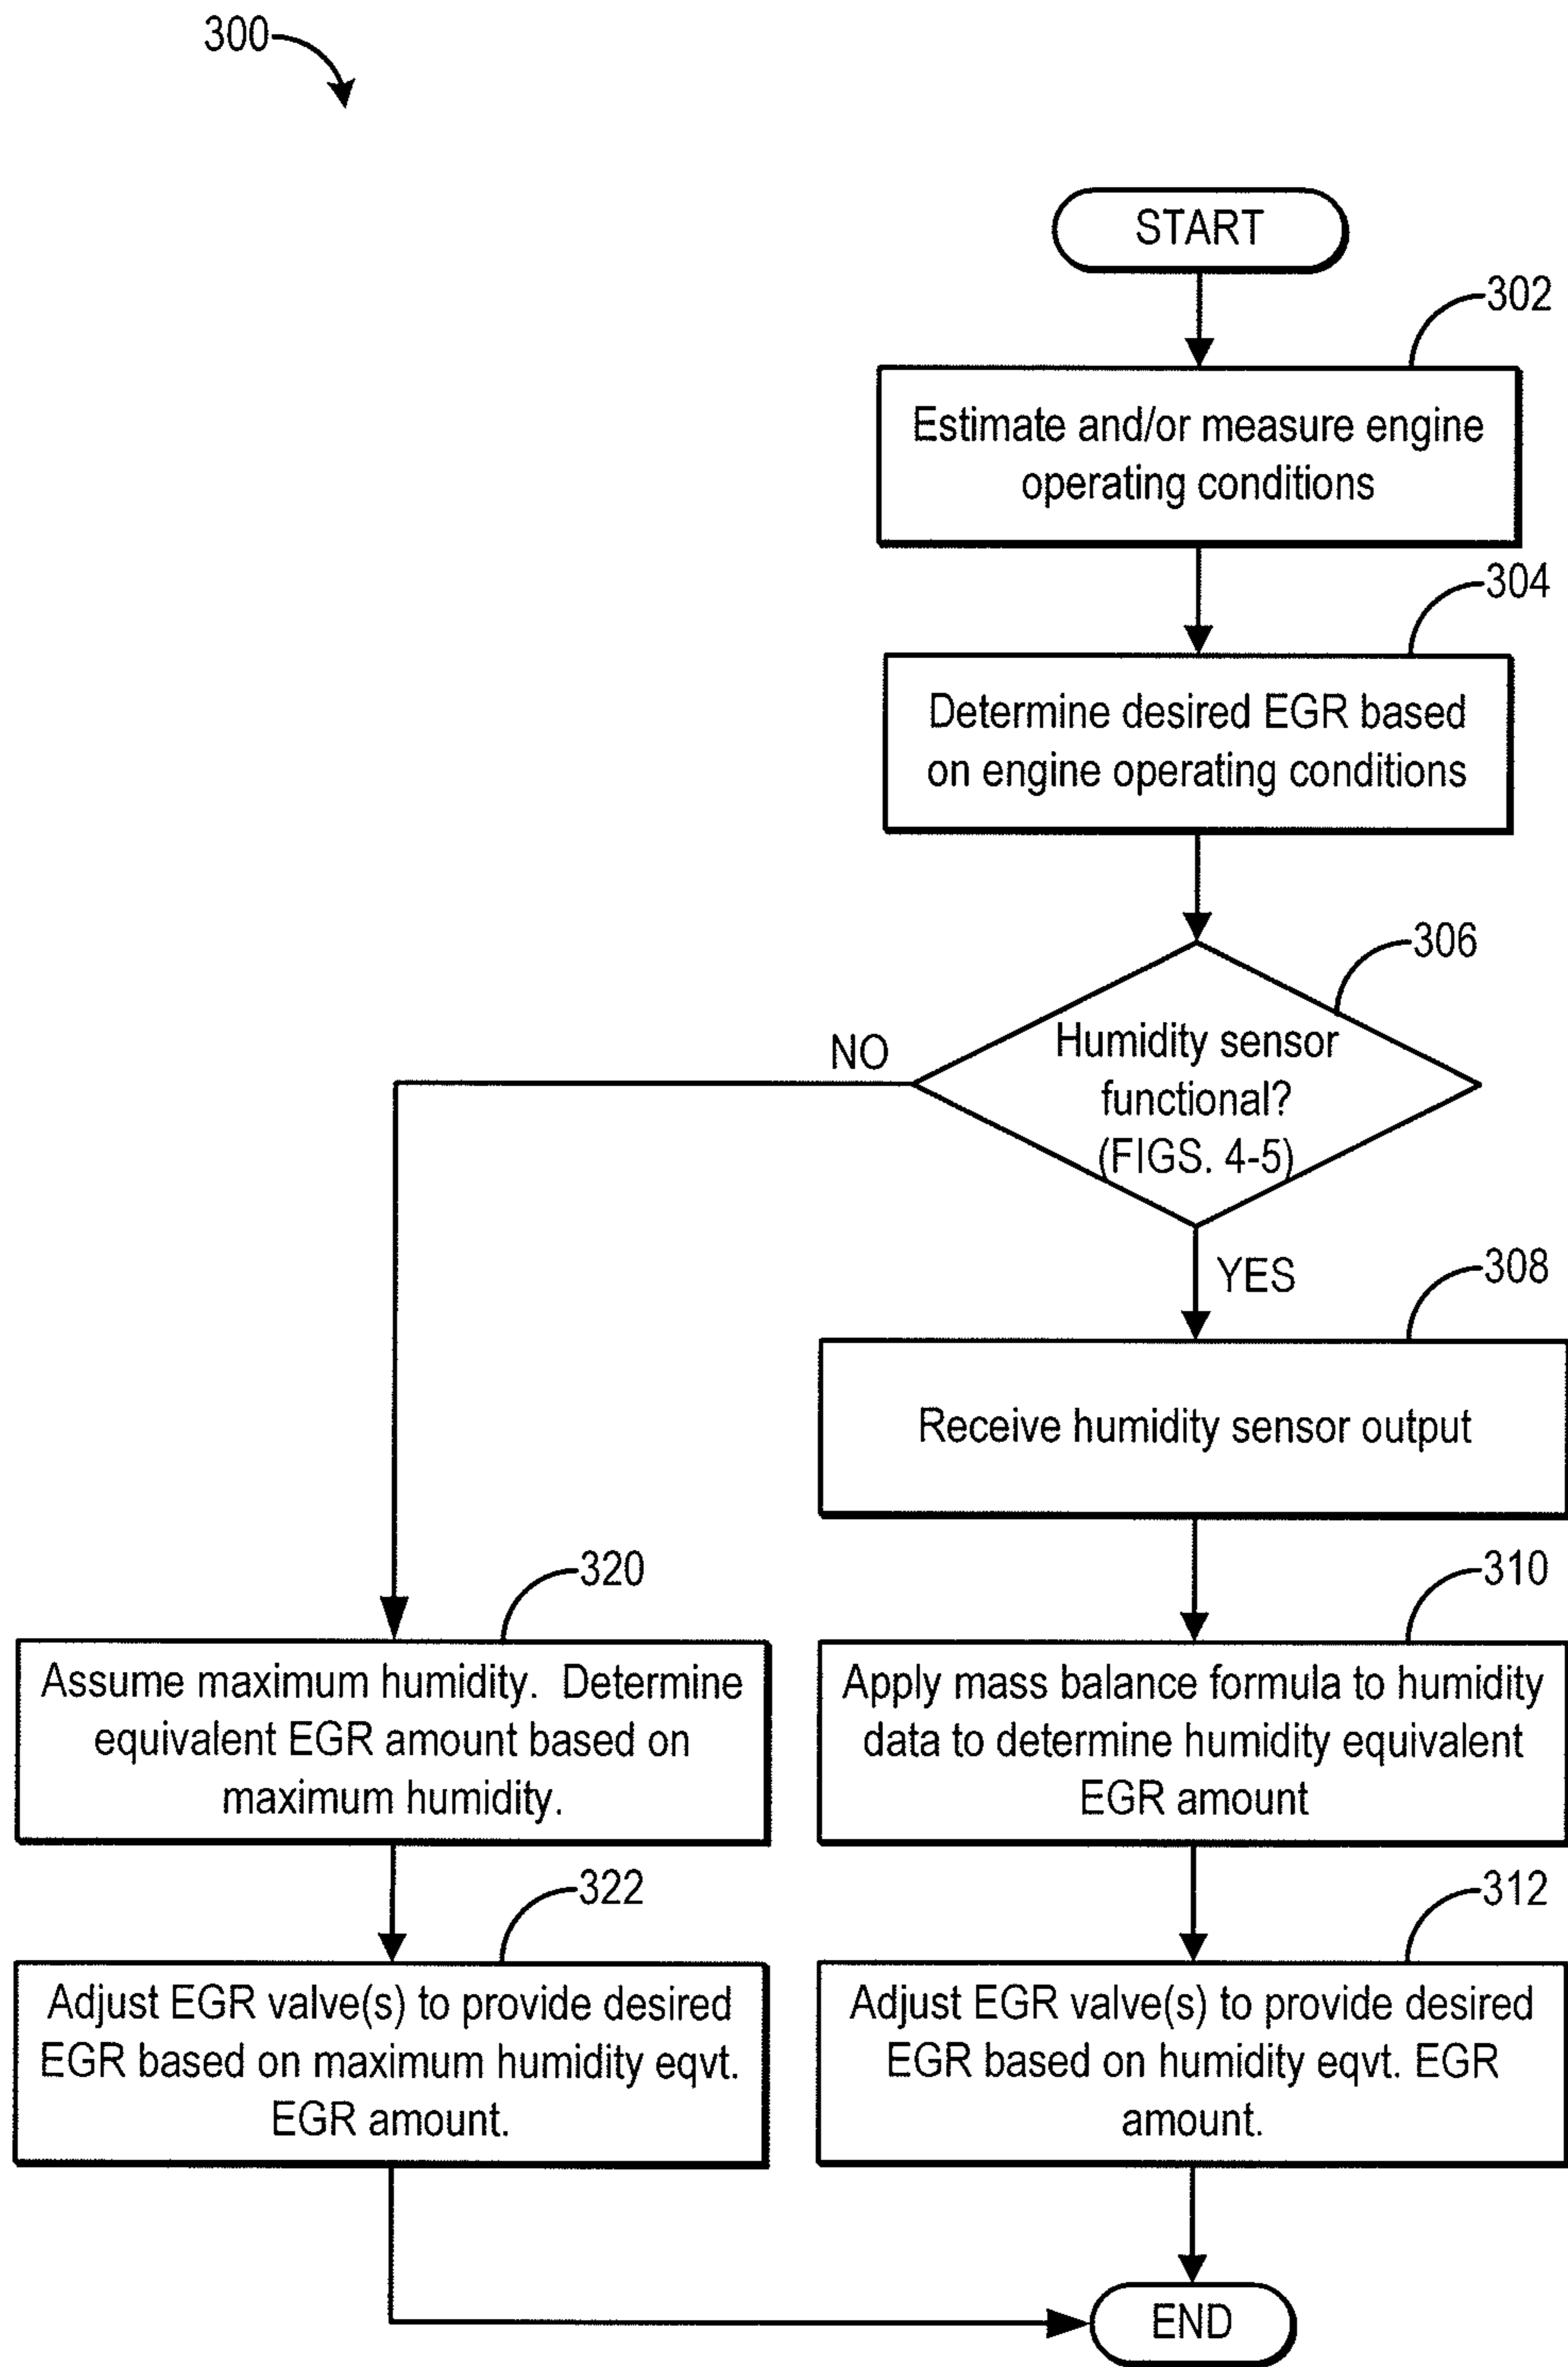 300
START
302
Estimate and/or measure engine
operating conditions
304
Determine desired EGR based
on engine operating conditions
306
Humidity sensor
functional?
(FIGS. 4-5)
NO
YES
308
Receive humidity sensor output
320
Assume maximum humidity. Determine
equivalent EGR amount based on
maximum humidity.
310
Apply mass balance formula to humidity
data to determine humidity equivalent
EGR amount
322
Adjust EGR valve(s) to provide desired
EGR based on maximum humidity eqvt.
EGR amount.
312
Adjust EGR valve(s) to provide desired
EGR based on humidity eqvt. EGR
amount.
END